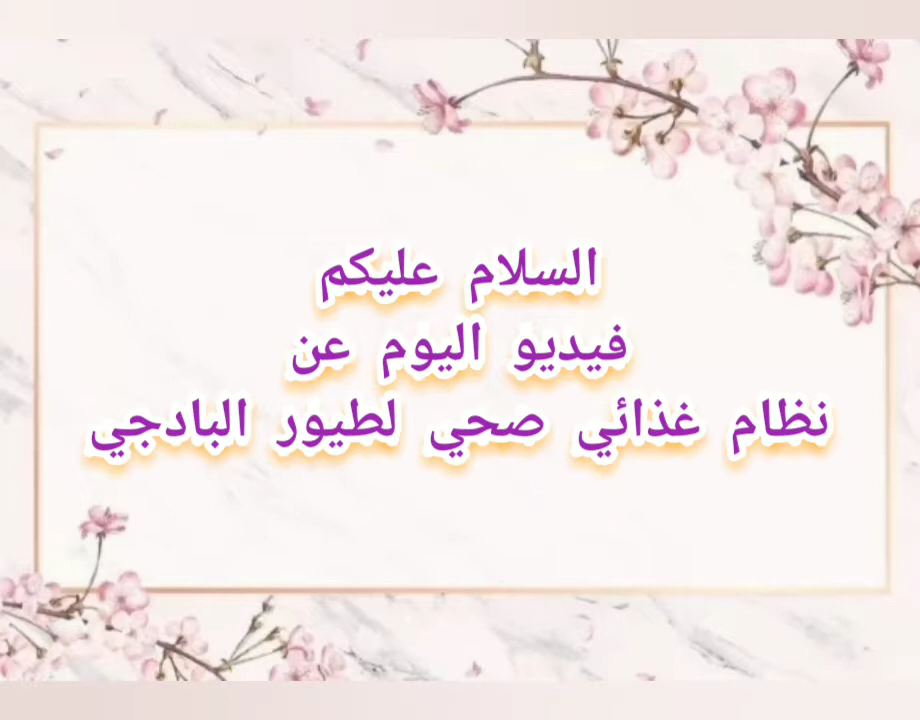 السلام عليكم
فيديو اليوم عن
نظام غذائي صحي لطيور البادجي